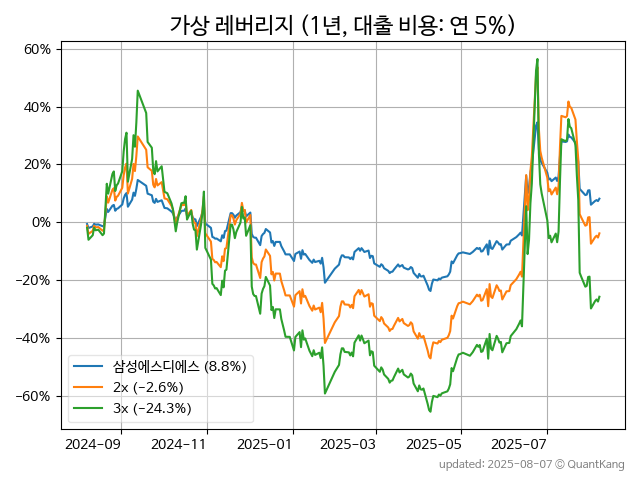 가상 레버리지 (1년, 대출 비용: 연 5%)
60%
40%
20%
0%
−20%
−40%
−60%
삼성에스디에스 (8.8%)
2x (−2.6%)
3x (−24.3%)
2024-09 2024-11 2025-01 2025-03 2025-05 2025-07
updated: 2025-08-07 © QuantKang